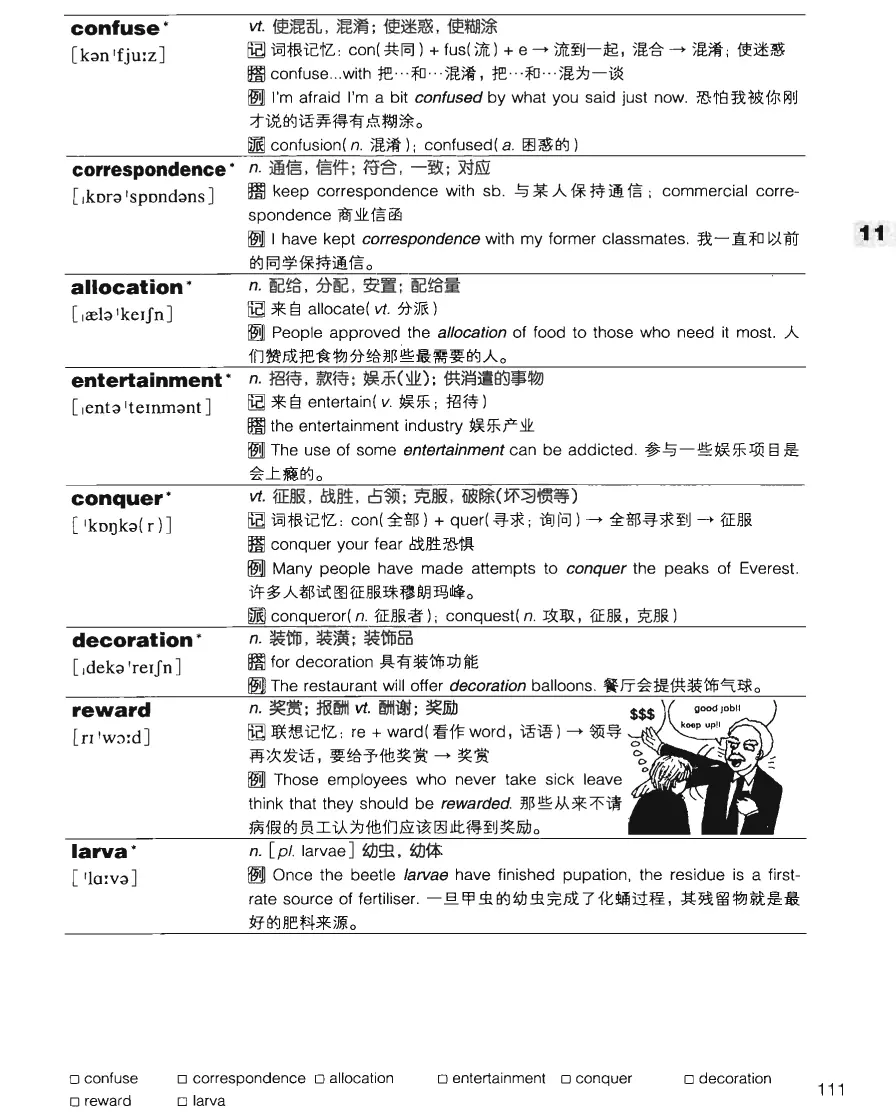 confuse* vt. 使混乱，混淆；使迷惑，使糊涂
[kənˈfjuːz] 记 词根记忆：con(共同) + fus(流) + e → 流到一起，混合 → 混淆；使迷惑
搭 confuse...with 把…和…混淆，把…和…混为一谈
例 I'm afraid I'm a bit confused by what you said just now. 恐怕我被你刚
才说的话弄得有点糊涂。
派 confusion(n. 混淆)；confused(a. 困惑的)
correspondence* n. 通信，信件；符合，一致；对应
[ˌkɒrəˈspɒndəns] 搭 keep correspondence with sb. 与某人保持通信；commercial corre-
spondence 商业信函
例 I have kept correspondence with my former classmates. 我一直和以前
的同学保持通信。
11
allocation* n. 配给，分配，安置；配给量
[ˌæləˈkeɪʃn] 记 来自 allocate(vt. 分派)
例 People approved the allocation of food to those who need it most. 人
们赞成把食物分给那些最需要的人。
entertainment* n. 招待，款待；娱乐(业)；供消遣的事物
[ˌentəˈteɪnmənt] 记 来自 entertain(v. 娱乐；招待)
搭 the entertainment industry 娱乐产业
例 The use of some entertainment can be addicted. 参与一些娱乐项目是
会上瘾的。
conquer* vt. 征服，战胜，占领；克服，破除(坏习惯等)
[ˈkɒŋkə(r)] 记 词根记忆：con(全部) + quer(寻求；询问) → 全部寻求到 → 征服
搭 conquer your fear 战胜恐惧
例 Many people have made attempts to conquer the peaks of Everest.
许多人都试图征服珠穆朗玛峰。
派 conqueror(n. 征服者)；conquest(n. 攻取，征服，克服)
decoration* n. 装饰，装潢；装饰品
[ˌdekəˈreɪʃn] 搭 for decoration 具有装饰功能
例 The restaurant will offer decoration balloons. 餐厅会提供装饰气球。
reward n. 奖赏；报酬 vt. 酬谢；奖励
[rɪˈwɔːd] 记 联想记忆：re + ward(看作 word，话语) → 领导
再次发话，要给予他奖赏 → 奖赏
例 Those employees who never take sick leave
think that they should be rewarded. 那些从来不请
病假的员工认为他们应该因此得到奖励。
$$$
good job!!
keep up!!
larva* n. [pl. larvae] 幼虫，幼体
[ˈlɑːvə] 例 Once the beetle larvae have finished pupation, the residue is a first-
rate source of fertiliser. 一旦甲虫的幼虫完成了化蛹过程，其残留物就是最
好的肥料来源。
□ confuse □ correspondence □ allocation □ entertainment □ conquer □ decoration
□ reward □ larva
111